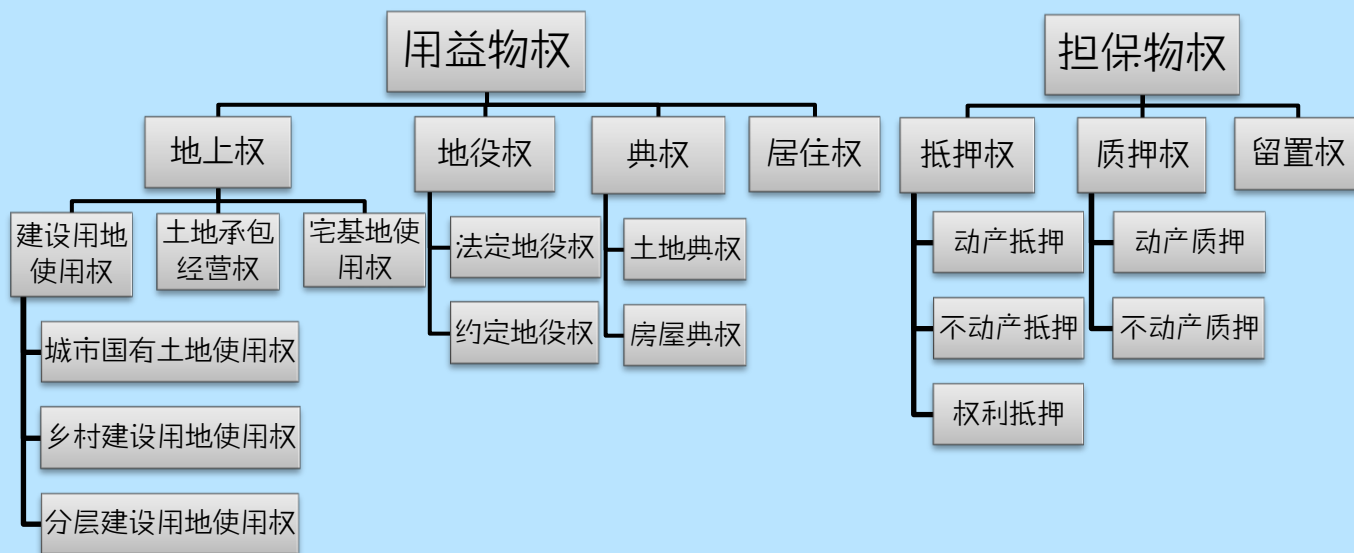 用益物权
担保物权
地上权
地役权
典权
居住权
抵押权
质押权
留置权
建设用地
使用权
土地承包
经营权
宅基地使
用权
法定地役权
土地典权
动产抵押
动产质押
约定地役权
房屋典权
不动产抵押
不动产质押
城市国有土地使用权
权利抵押
乡村建设用地使用权
分层建设用地使用权